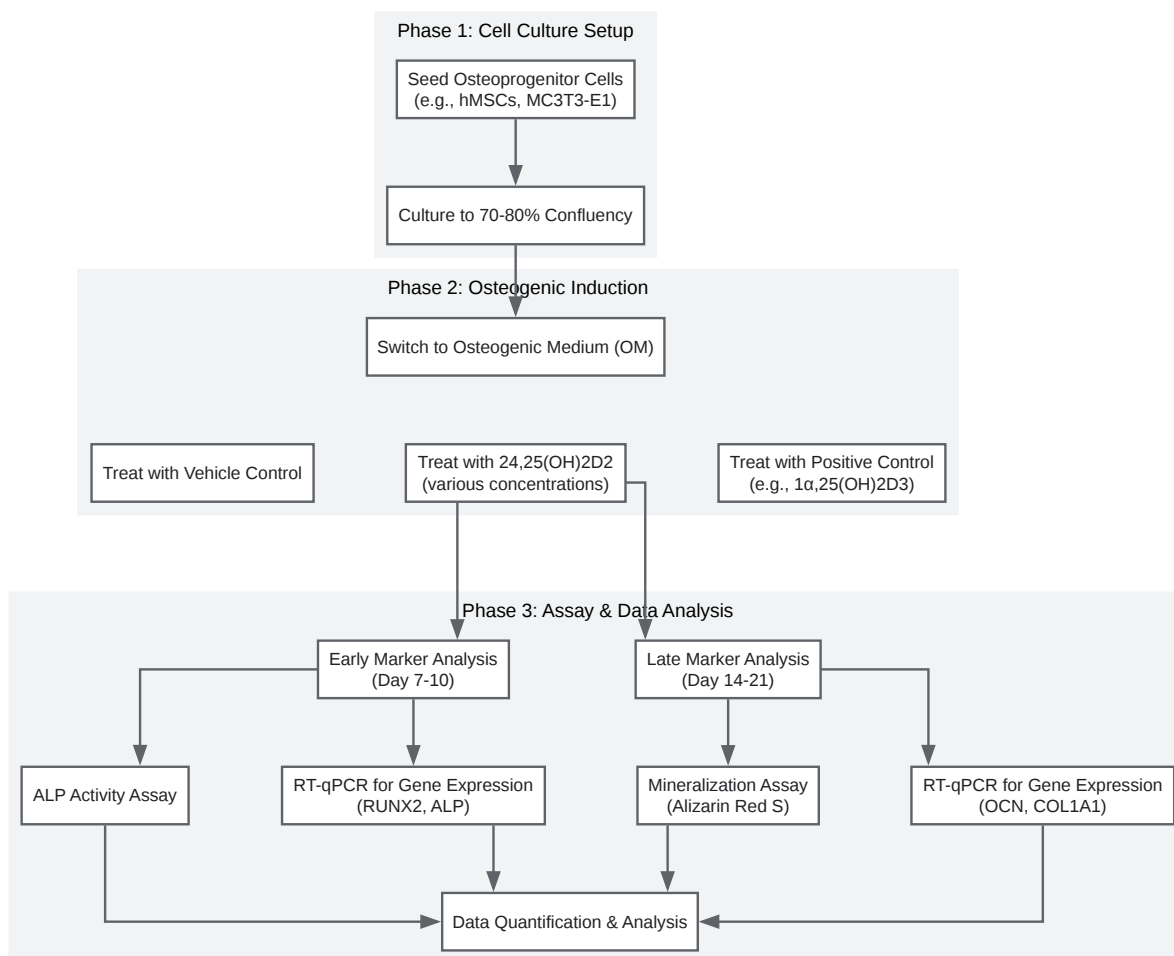 Phase 1: Cell Culture Setup
Seed Osteoprogenitor Cells
(e.g., hMSCs, MC3T3-E1)
Culture to 70-80% Confluency
Phase 2: Osteogenic Induction
Switch to Osteogenic Medium (OM)
Treat with Vehicle Control
Treat with 24,25(OH)2D2
(various concentrations)
Treat with Positive Control
(e.g., 1α,25(OH)2D3)
Phase 3: Assay & Data Analysis
Early Marker Analysis
(Day 7-10)
Late Marker Analysis
(Day 14-21)
ALP Activity Assay
RT-qPCR for Gene Expression
(RUNX2, ALP)
Mineralization Assay
(Alizarin Red S)
RT-qPCR for Gene Expression
(OCN, COL1A1)
Data Quantification & Analysis